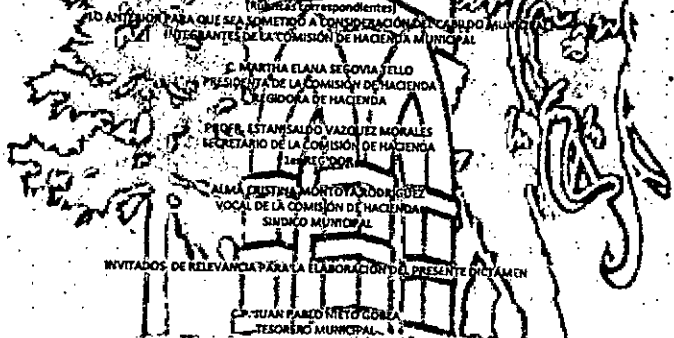 (Rúbricas correspondientes)
LO ANTERIOR PARA QUE SEA SOMETIDO A CONSIDERACIÓN DEL CABILDO MUNICIPAL
INTEGRANTES DE LA COMISIÓN DE HACIENDA MUNICIPAL
C. MARTHA ELANA SEGOVIA TELLO
PRESIDENTA DE LA COMISIÓN DE HACIENDA
REGIDORA DE HACIENDA
PROFR. ESTANISALDO VAZQUEZ MORALES
SECRETARIO DE LA COMISIÓN DE HACIENDA
1er REGIDOR
ALMA CRISTINA MONTOYA RODRIGUEZ
VOCAL DE LA COMISIÓN DE HACIENDA
SINDICO MUNICIPAL
INVITADOS DE RELEVANCIA PARA LA ELABORACIÓN DEL PRESENTE DICTAMEN
C.P. JUAN PABLO NIETO
TESORERO MUNICIPAL